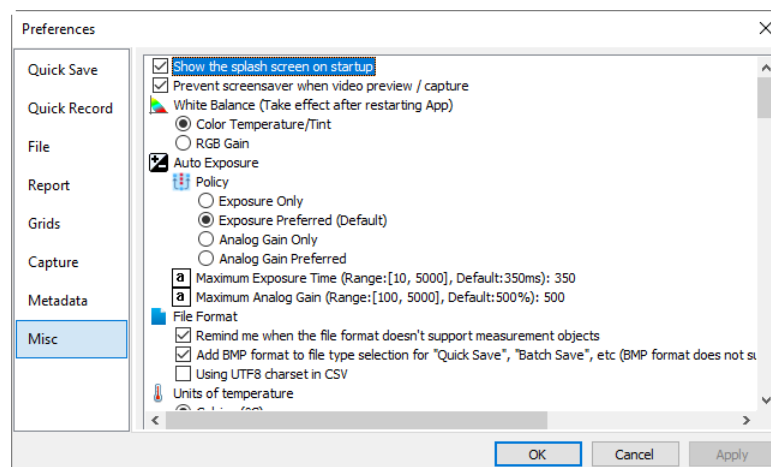 Preferences
Quick Save
Quick Record
File
Report
Grids
Capture
Metadata
Misc
Show the splash screen on startup
Prevent screensaver when video preview / capture
White Balance (Take effect after restarting App)
Color Temperature/Tint
RGB Gain
Auto Exposure
Policy
Exposure Only
Exposure Preferred (Default)
Analog Gain Only
Analog Gain Preferred
a Maximum Exposure Time (Range:[10, 5000], Default:350ms): 350
a Maximum Analog Gain (Range:[100, 5000], Default:500%): 500
File Format
Remind me when the file format doesn't support measurement objects
Add BMP format to file type selection for "Quick Save", "Batch Save", etc (BMP format does not su
Using UTF8 charset in CSV
Units of temperature
OK
Cancel
Apply